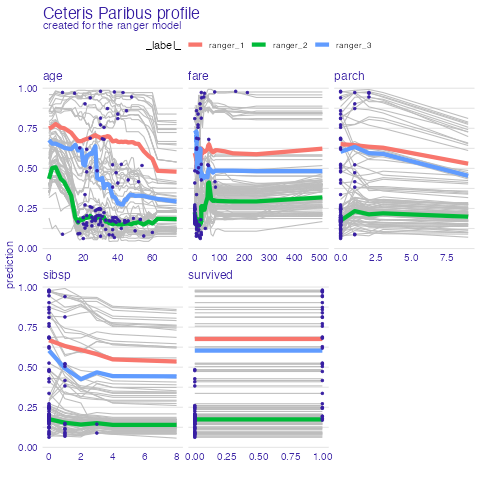 Ceteris Paribus profile
created for the ranger model
_label_ ranger_1 ranger_2 ranger_3
age fare parch
1.00
0.75
0.50
0.25
0.00
0 20 40 60 0 100 200 300 400 500 0.0 2.5 5.0 7.5
prediction
sibsp survived
1.00
0.75
0.50
0.25
0.00
0 2 4 6 8 0.00 0.25 0.50 0.75 1.00